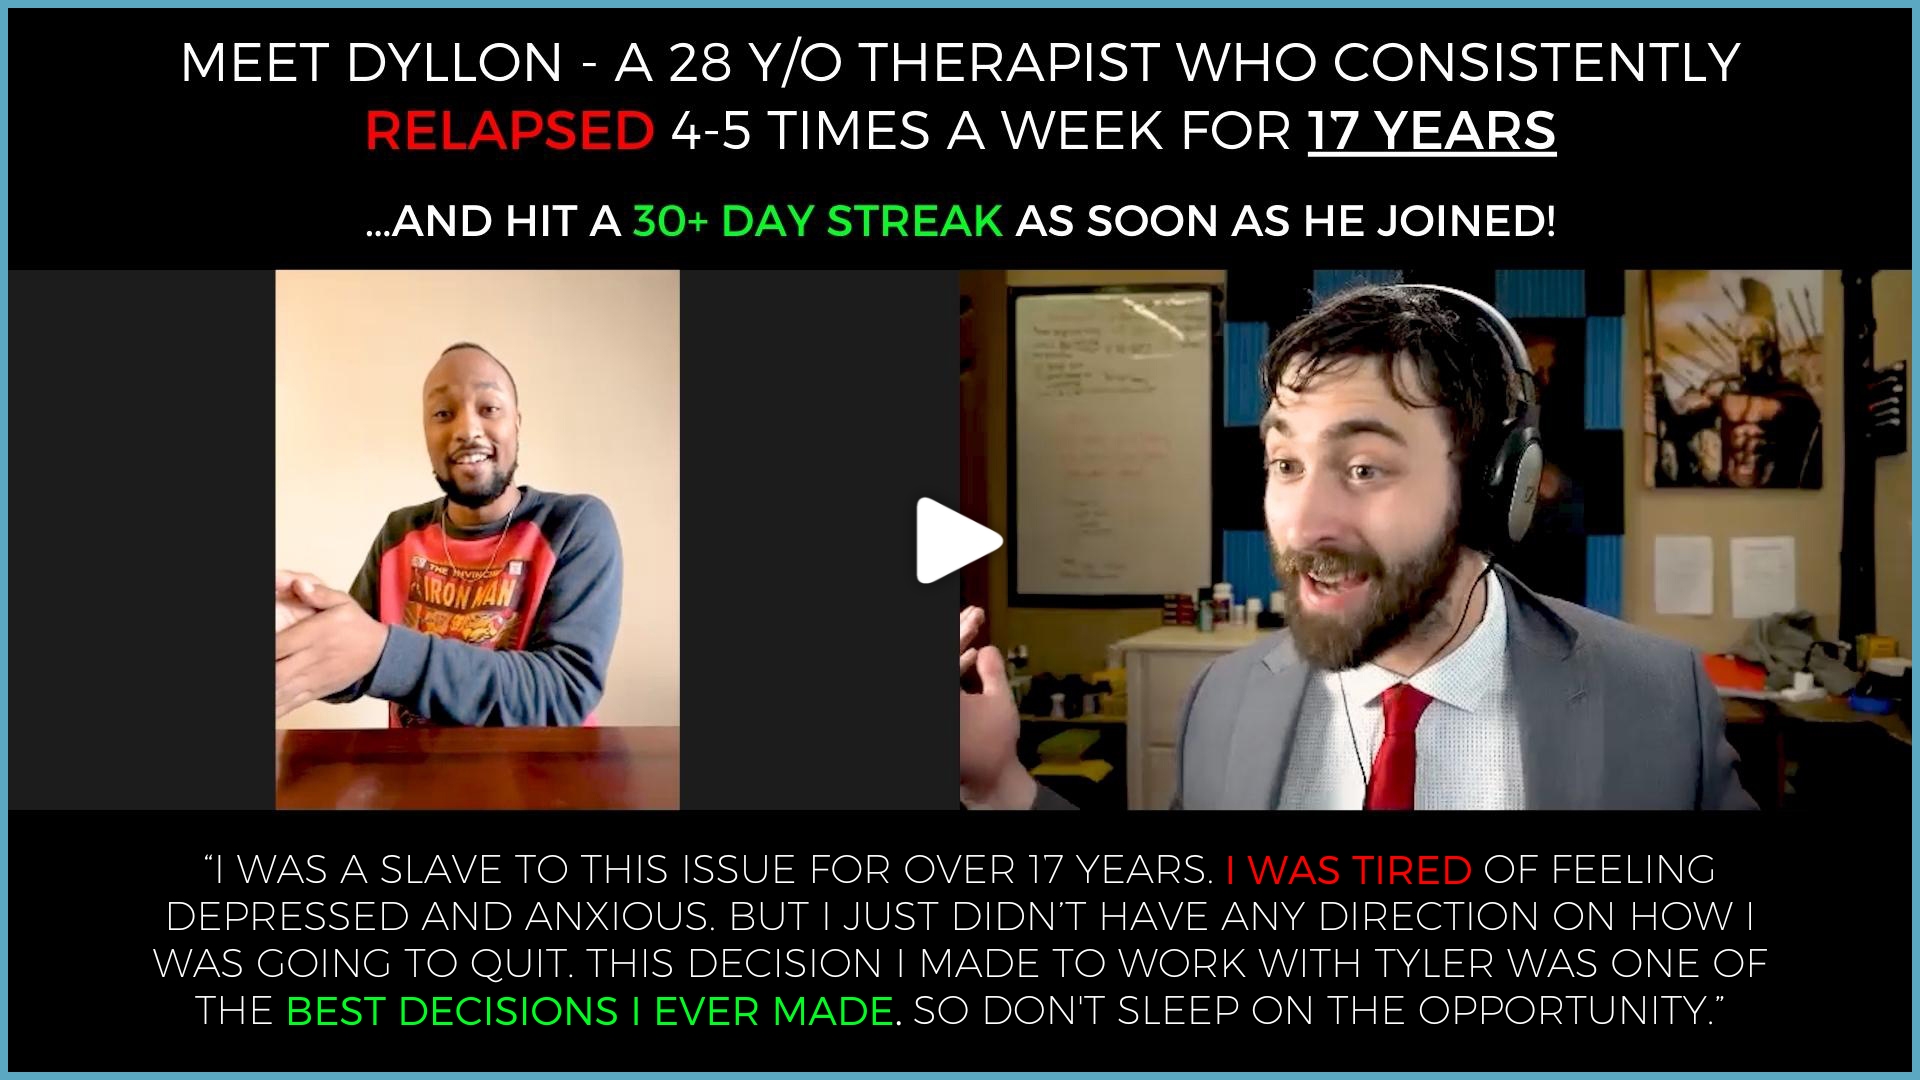 MEET DYLLON - A 28 Y/O THERAPIST WHO CONSISTENTLY
RELAPSED 4-5 TIMES A WEEK FOR 17 YEARS
...AND HIT A 30+ DAY STREAK AS SOON AS HE JOINED!
THE INVINCI
IRON MAN
“I WAS A SLAVE TO THIS ISSUE FOR OVER 17 YEARS. I WAS TIRED OF FEELING
DEPRESSED AND ANXIOUS. BUT I JUST DIDN’T HAVE ANY DIRECTION ON HOW I
WAS GOING TO QUIT. THIS DECISION I MADE TO WORK WITH TYLER WAS ONE OF
THE BEST DECISIONS I EVER MADE. SO DON'T SLEEP ON THE OPPORTUNITY.”